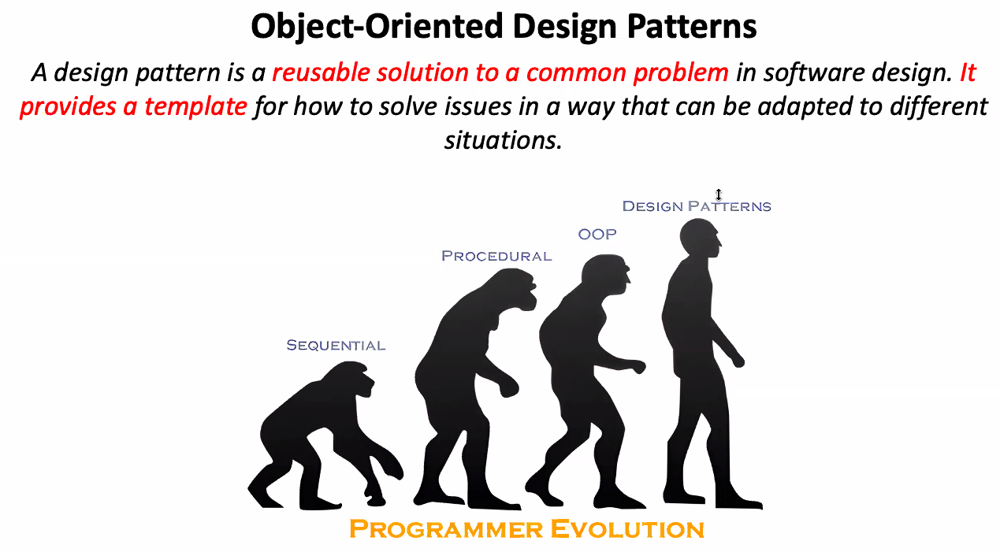 Object-Oriented Design Patterns
A design pattern is a reusable solution to a common problem in software design. It
provides a template for how to solve issues in a way that can be adapted to different
situations.
DESIGN PATTERNS
OOP
PROCEDURAL
SEQUENTIAL
PROGRAMMER EVOLUTION